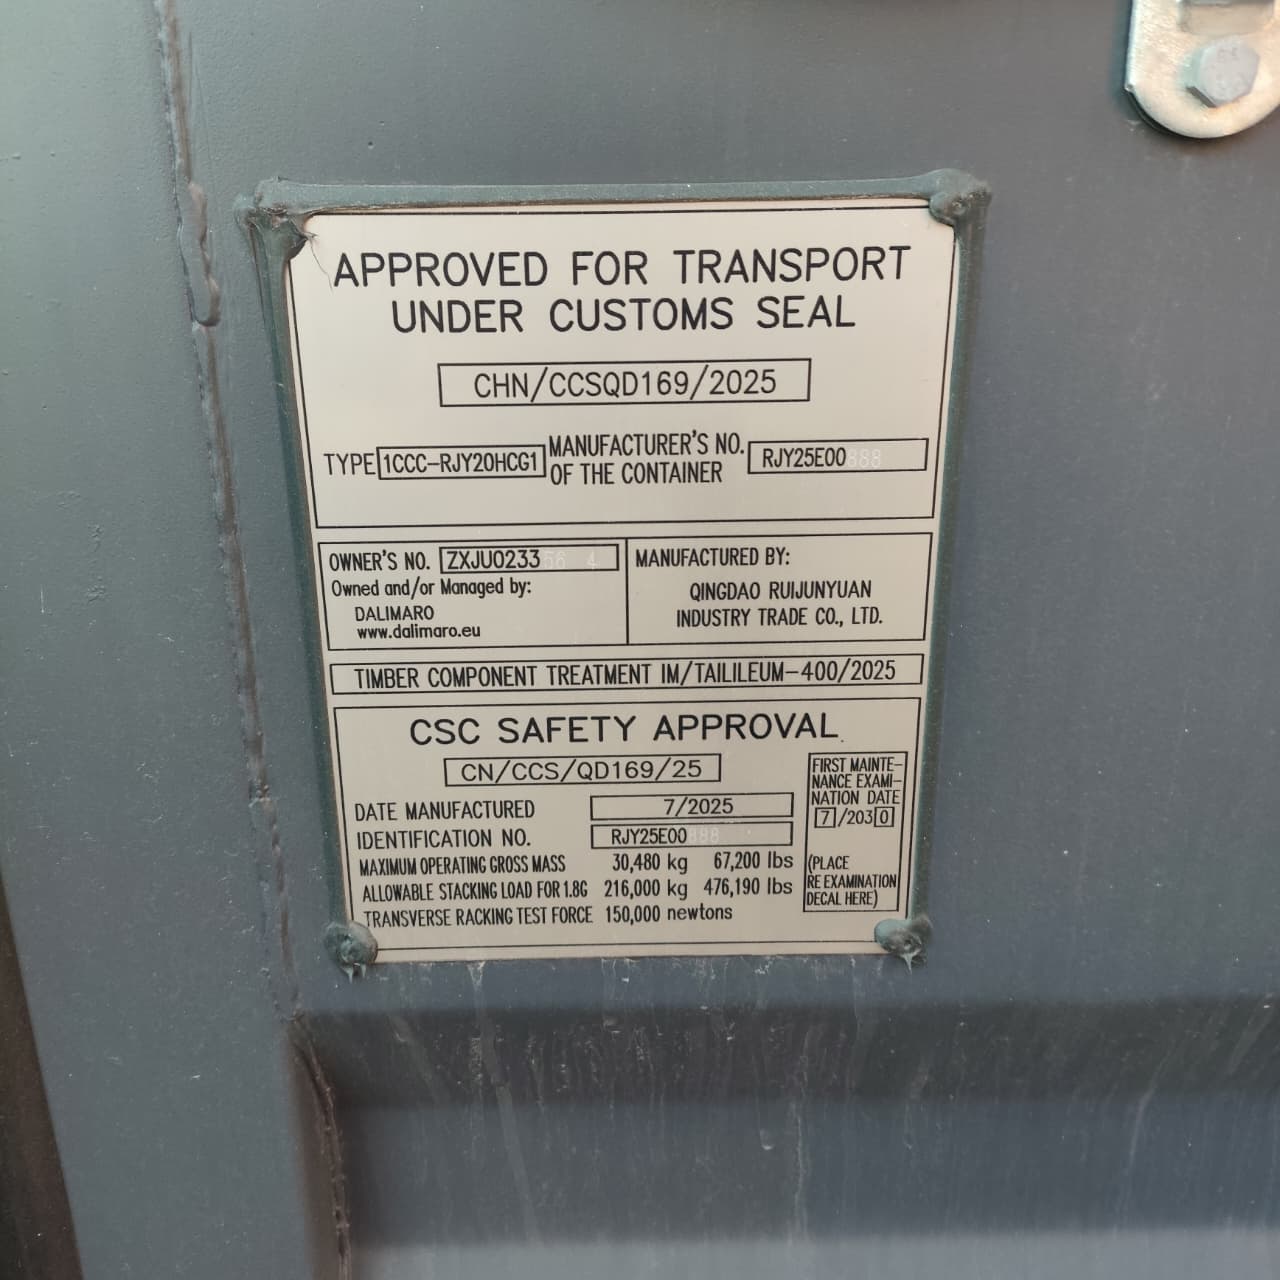 APPROVED FOR TRANSPORT
UNDER CUSTOMS SEAL
CHN/CCSQD169/2025
TYPE 1CCC-RJY20HCG1 MANUFACTURER'S NO. OF THE CONTAINER RJY25E00888
OWNER'S NO. ZXJU023356 4
Owned and/or Managed by:
DALIMARO
www.dalimaro.eu
MANUFACTURED BY:
QINGDAO RUIJUNYUAN
INDUSTRY TRADE CO., LTD.
TIMBER COMPONENT TREATMENT IM/TAILILEUM-400/2025
CSC SAFETY APPROVAL
CN/CCS/QD169/25
DATE MANUFACTURED 7/2025
IDENTIFICATION NO. RJY25E00888
MAXIMUM OPERATING GROSS MASS 30,480 kg 67,200 lbs
ALLOWABLE STACKING LOAD FOR 1.8G 216,000 kg 476,190 lbs
TRANSVERSE RACKING TEST FORCE 150,000 newtons
FIRST MAINTE-
NANCE EXAMI-
NATION DATE
7/2030
(PLACE
RE EXAMINATION
DECAL HERE)